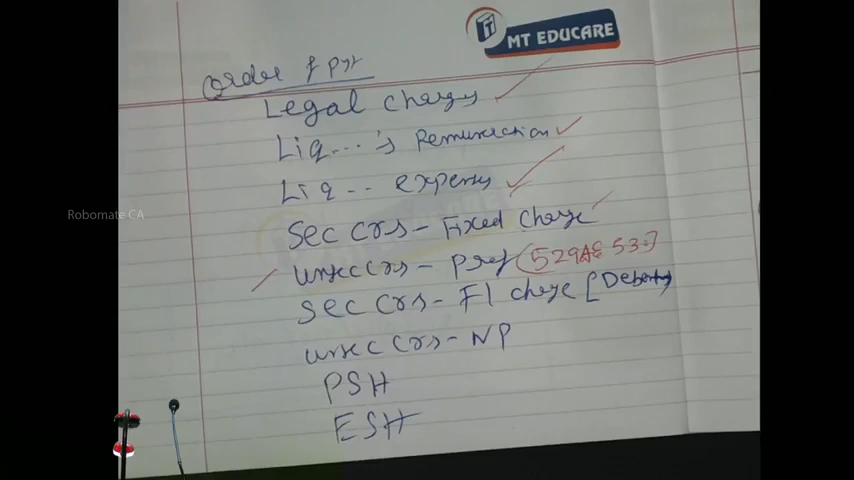 MT EDUCARE
Order of pyt
Legal charges
Liq...'s Remuneration
Liq .. expenses
Sec Crs - Fixed charge
Robomate CA
unsec crs - pref (529A & 530)
Sec Crs - Fl charge [Debenty
unsec crs - NP
PSH
ESH